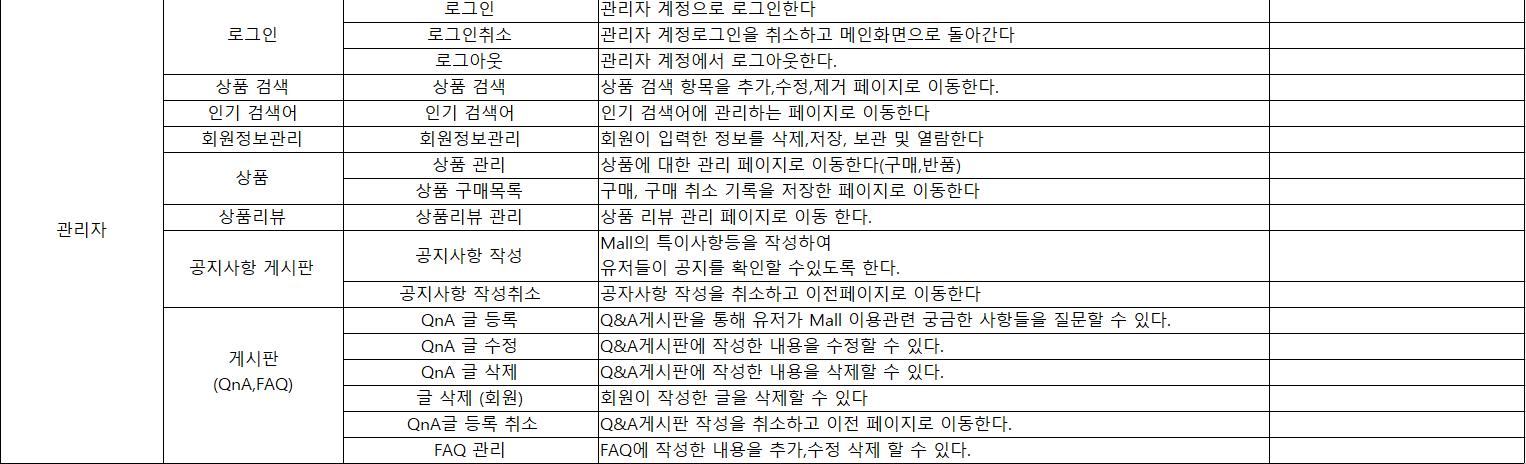 로그인 관리자 계정으로 로그인한다
로그인 로그인취소 관리자 계정로그인을 취소하고 메인화면으로 돌아간다
로그아웃 관리자 계정에서 로그아웃한다.
상품 검색 상품 검색 상품 검색 항목을 추가,수정,제거 페이지로 이동한다.
인기 검색어 인기 검색어 인기 검색어에 관리하는 페이지로 이동한다
회원정보관리 회원정보관리 회원이 입력한 정보를 삭제,저장, 보관 및 열람한다
상품 상품 관리 상품에 대한 관리 페이지로 이동한다(구매,반품)
상품 구매목록 구매, 구매 취소 기록을 저장한 페이지로 이동한다
관리자 상품리뷰 상품리뷰 관리 상품 리뷰 관리 페이지로 이동 한다.
공지사항 게시판 공지사항 작성 Mall의 특이사항등을 작성하여
유저들이 공지를 확인할 수있도록 한다.
공지사항 작성취소 공자사항 작성을 취소하고 이전페이지로 이동한다
게시판
(QnA,FAQ)
QnA 글 등록 Q&A게시판을 통해 유저가 Mall 이용관련 궁금한 사항들을 질문할 수 있다.
QnA 글 수정 Q&A게시판에 작성한 내용을 수정할 수 있다.
QnA 글 삭제 Q&A게시판에 작성한 내용을 삭제할 수 있다.
글 삭제 (회원) 회원이 작성한 글을 삭제할 수 있다
QnA글 등록 취소 Q&A게시판 작성을 취소하고 이전 페이지로 이동한다.
FAQ 관리 FAQ에 작성한 내용을 추가,수정 삭제 할 수 있다.